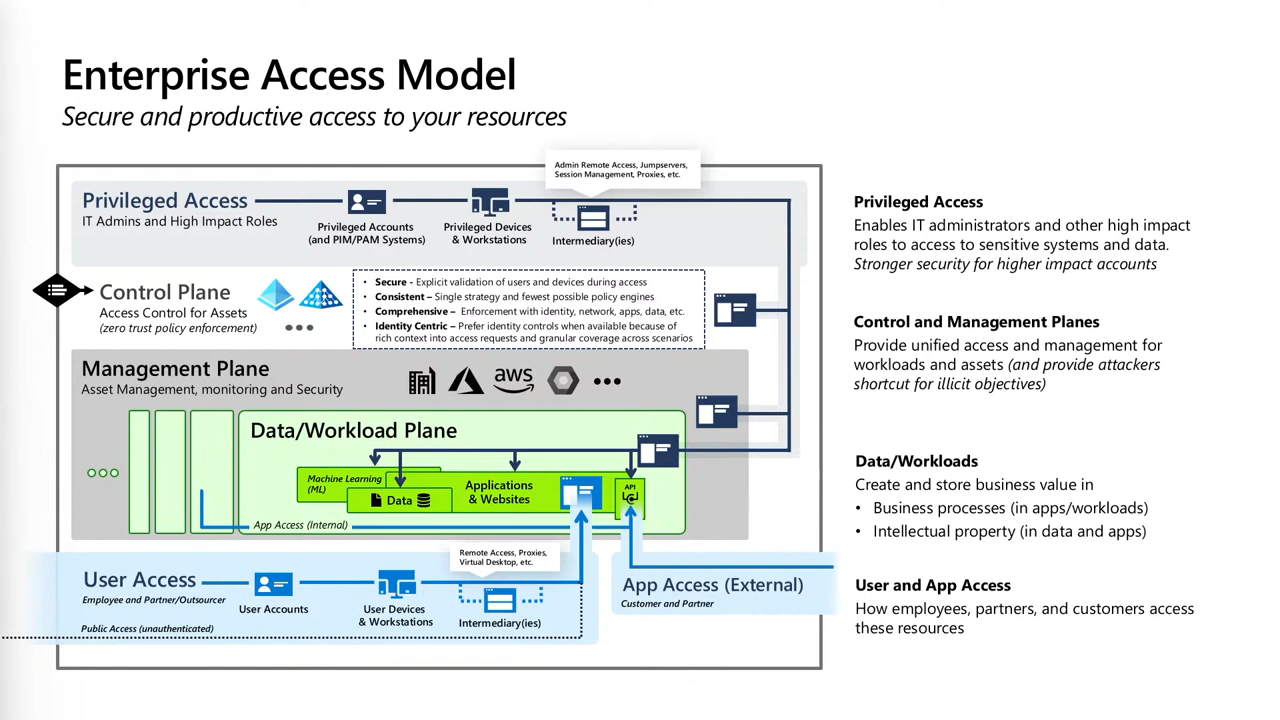 Enterprise Access Model
Secure and productive access to your resources
Admin Remote Access, Jumpservers,
Session Management, Proxies, etc.
Privileged Access
IT Admins and High Impact Roles
Privileged Accounts
(and PIM/PAM Systems)
Privileged Devices
& Workstations
Intermediary(ies)
Control Plane
Access Control for Assets
(zero trust policy enforcement)
• Secure - Explicit validation of users and devices during access
• Consistent – Single strategy and fewest possible policy engines
• Comprehensive – Enforcement with identity, network, apps, data, etc.
• Identity Centric – Prefer identity controls when available because of
rich context into access requests and granular coverage across scenarios
Management Plane
Asset Management, monitoring and Security
aws
Data/Workload Plane
Machine Learning
(ML)
Data
Applications
& Websites
API
App Access (Internal)
Remote Access, Proxies,
Virtual Desktop, etc.
User Access
Employee and Partner/Outsourcer
User Accounts
User Devices
& Workstations
Intermediary(ies)
Public Access (unauthenticated)
App Access (External)
Customer and Partner
Privileged Access
Enables IT administrators and other high impact
roles to access to sensitive systems and data.
Stronger security for higher impact accounts
Control and Management Planes
Provide unified access and management for
workloads and assets (and provide attackers
shortcut for illicit objectives)
Data/Workloads
Create and store business value in
• Business processes (in apps/workloads)
• Intellectual property (in data and apps)
User and App Access
How employees, partners, and customers access
these resources